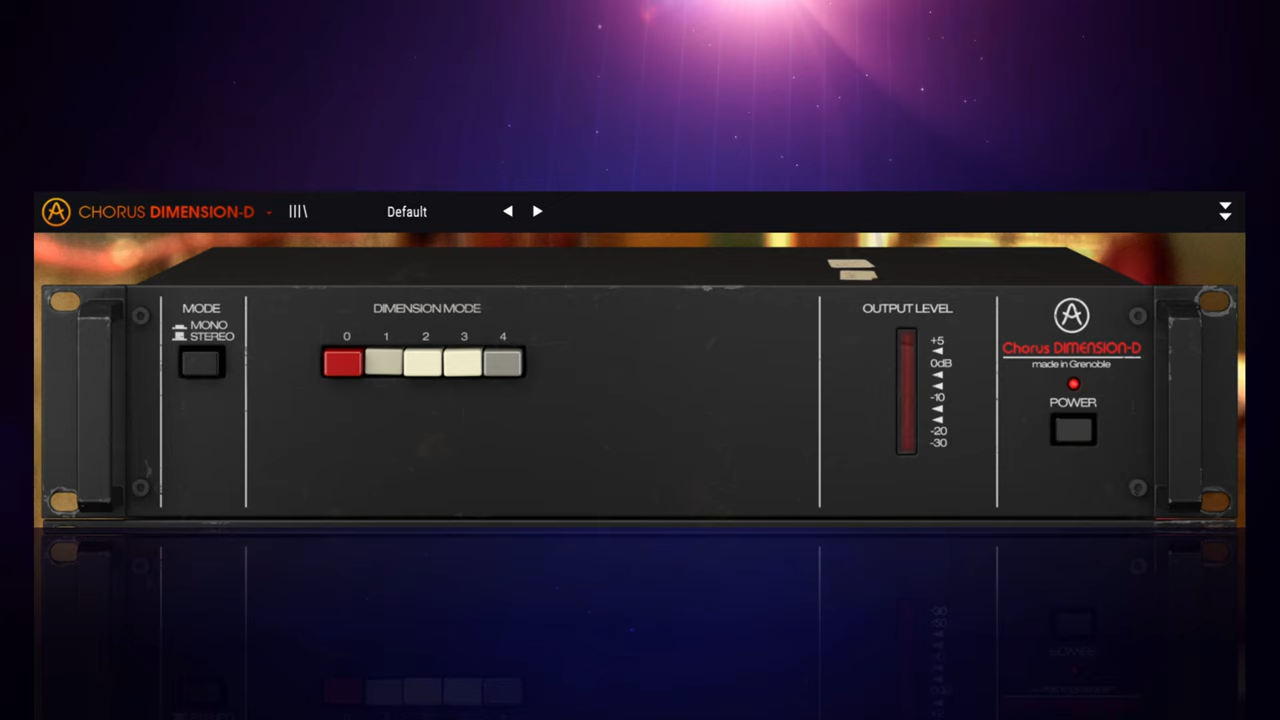 CHORUS DIMENSION-D
Default
MODE
MONO
STEREO
DIMENSION MODE
0 1 2 3 4
OUTPUT LEVEL
+5
0dB
-10
-20
-30
Chorus DIMENSION-D
made in Grenoble
POWER